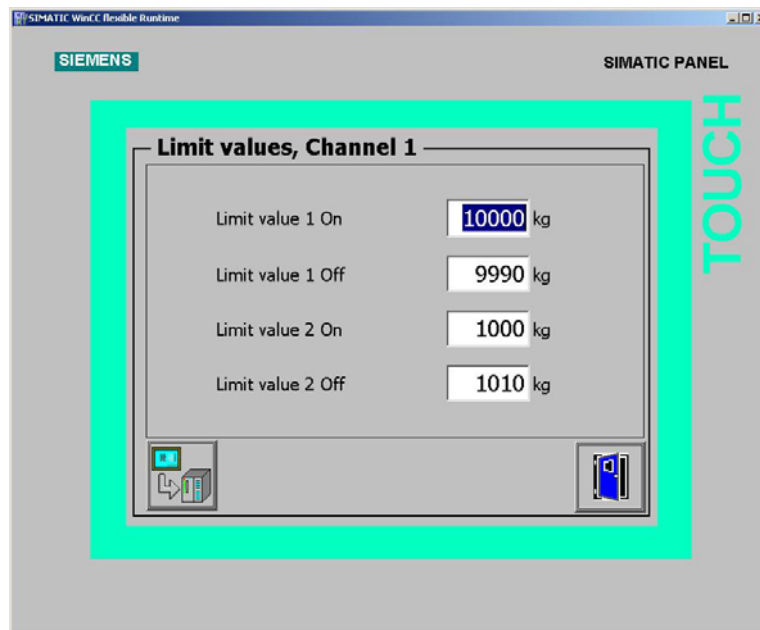 SIMATIC WinCC flexible Runtime
SIEMENS
SIMATIC PANEL
TOUCH
Limit values, Channel 1
Limit value 1 On 10000 kg
Limit value 1 Off 9990 kg
Limit value 2 On 1000 kg
Limit value 2 Off 1010 kg